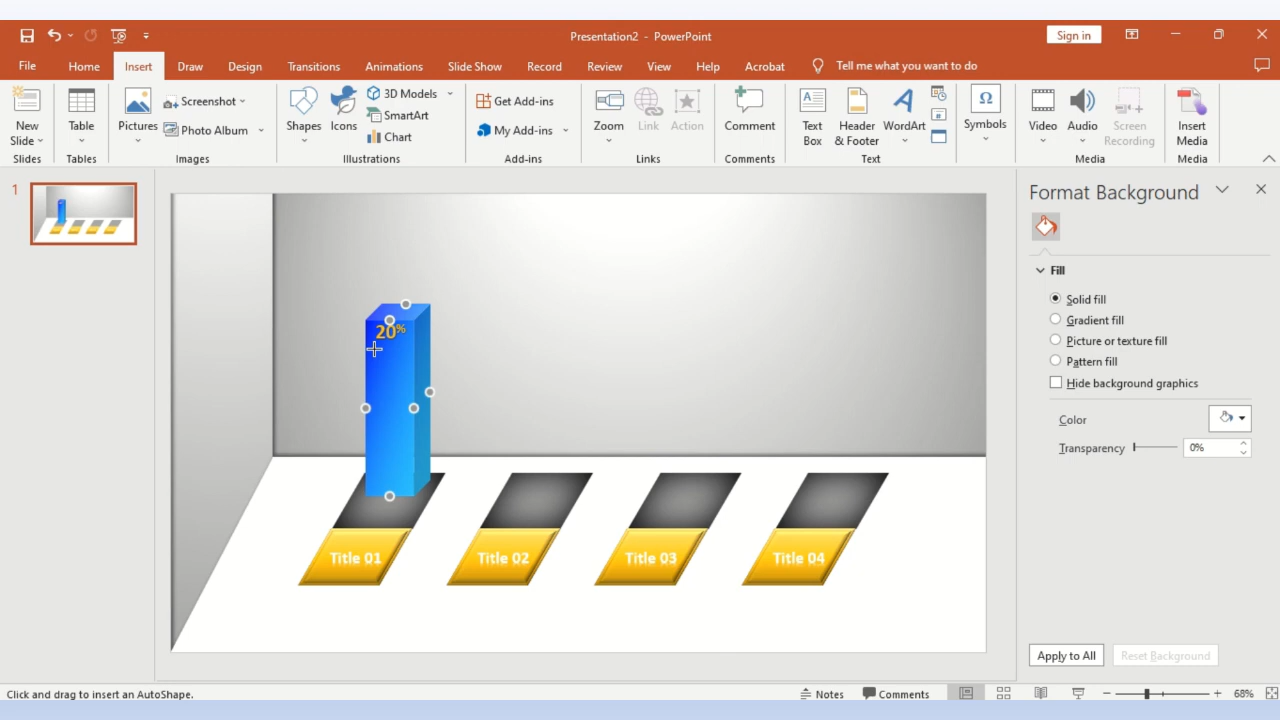 Presentation2 - PowerPoint
Sign in
File Home Insert Draw Design Transitions Animations Slide Show Record Review View Help Acrobat Tell me what you want to do
New Slide
Slides
Table
Tables
Pictures
Screenshot
Photo Album
Images
Shapes
Icons
3D Models
SmartArt
Chart
Illustrations
Get Add-ins
My Add-ins
Add-ins
Zoom
Link
Action
Links
Comment
Comments
Text Box
Header & Footer
WordArt
Text
Symbols
Video
Audio
Screen Recording
Media
Insert Media
Media
1
20%
Title 01
Title 02
Title 03
Title 04
Format Background
Fill
Solid fill
Gradient fill
Picture or texture fill
Pattern fill
Hide background graphics
Color
Transparency 0%
Apply to All
Reset Background
Click and drag to insert an AutoShape.
Notes
Comments
68%